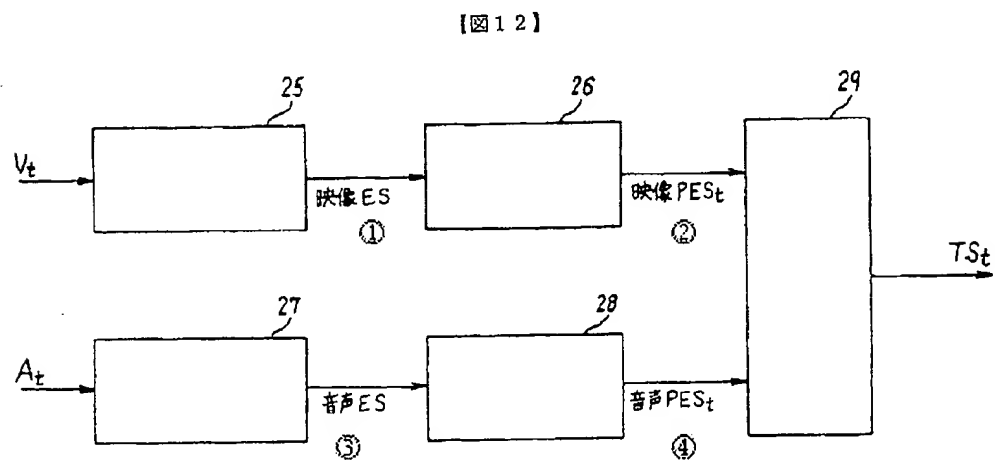 【図12】
25
26
29
Vt
映像ES
映像PESt
①
②
TSt
27
28
At
音声ES
音声PESt
③
④